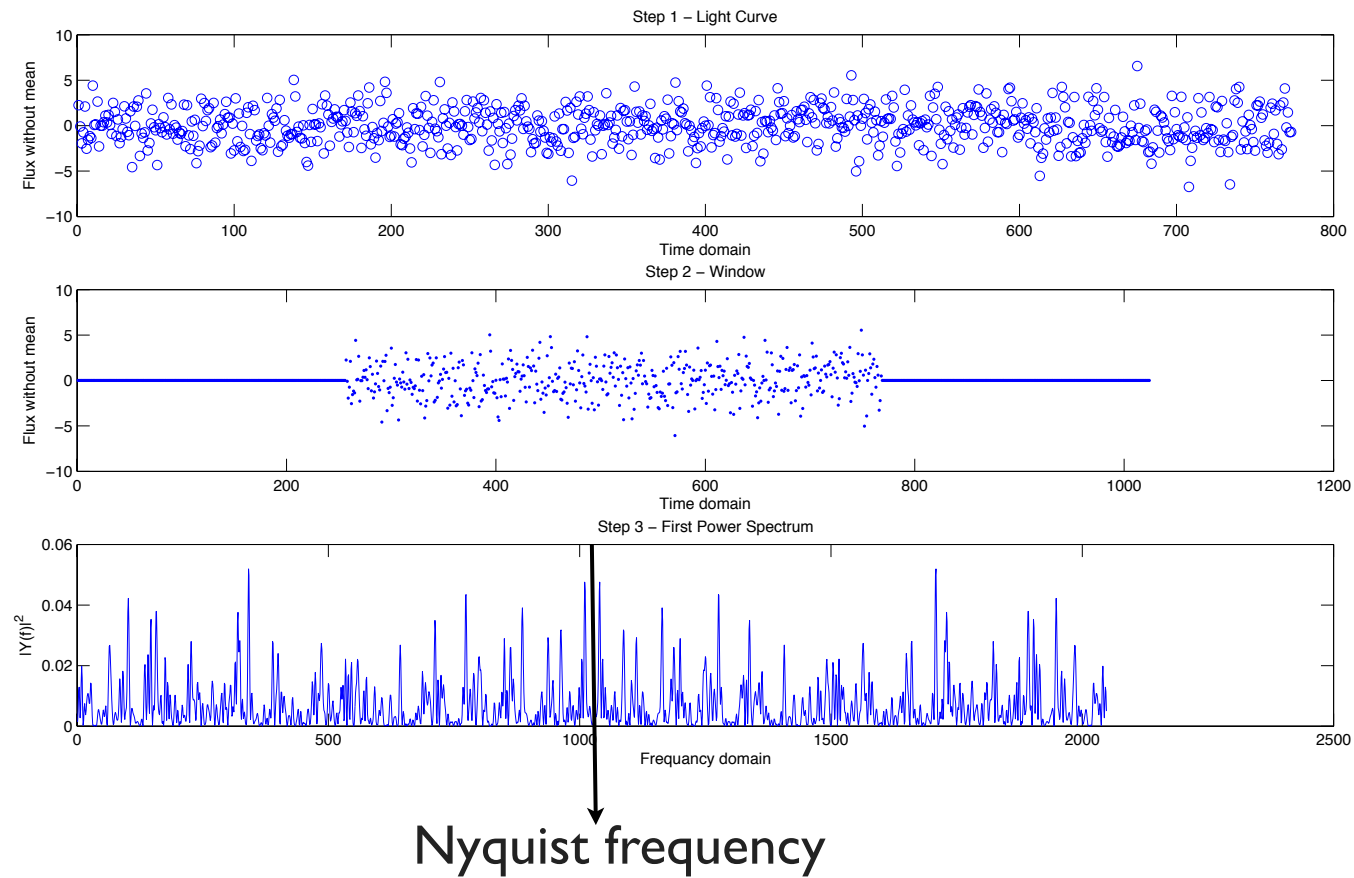 Step 1 – Light Curve
10
5
0
−5
−10
Flux without mean
0 100 200 300 400 500 600 700 800
Time domain
Step 2 – Window
10
5
0
−5
−10
Flux without mean
0 200 400 600 800 1000 1200
Time domain
Step 3 – First Power Spectrum
0.06
0.04
0.02
0
|Y(f)|²
0 500 1000 1500 2000 2500
Frequancy domain
Nyquist frequency